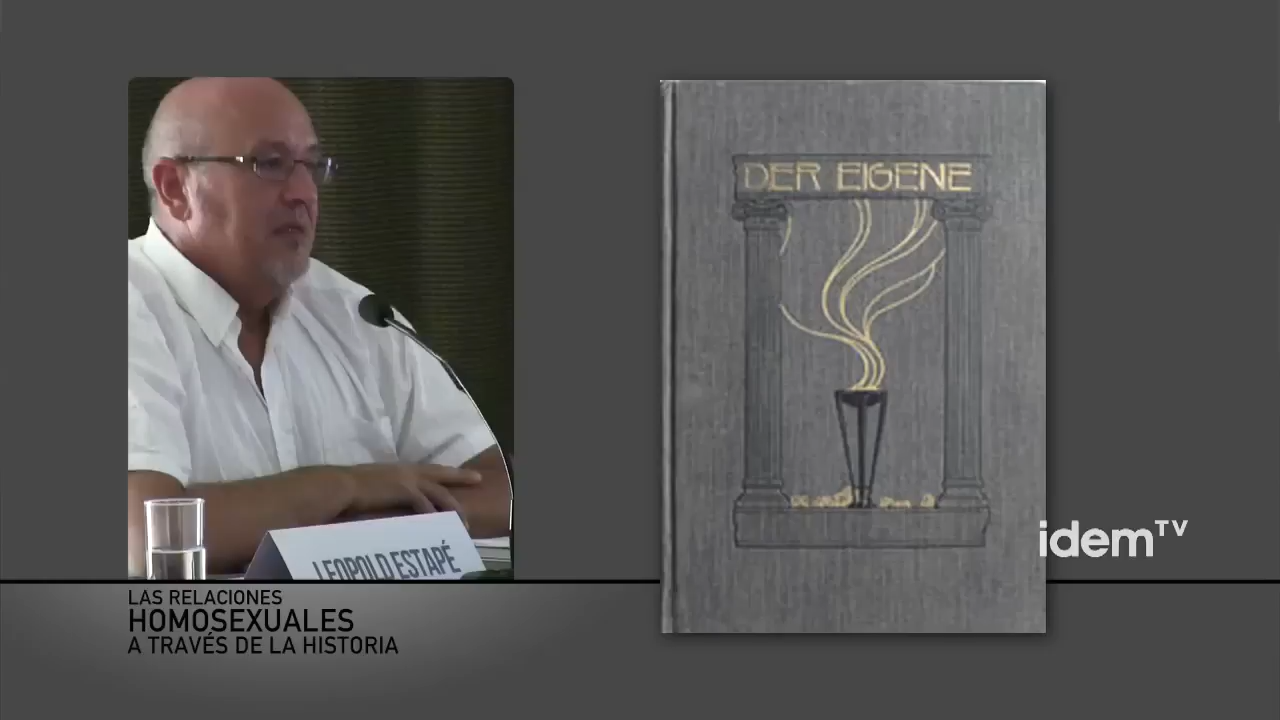 DER EIGENE
LEOPOLD ESTAPÉ
idemTV
LAS RELACIONES
HOMOSEXUALES
A TRAVÉS DE LA HISTORIA